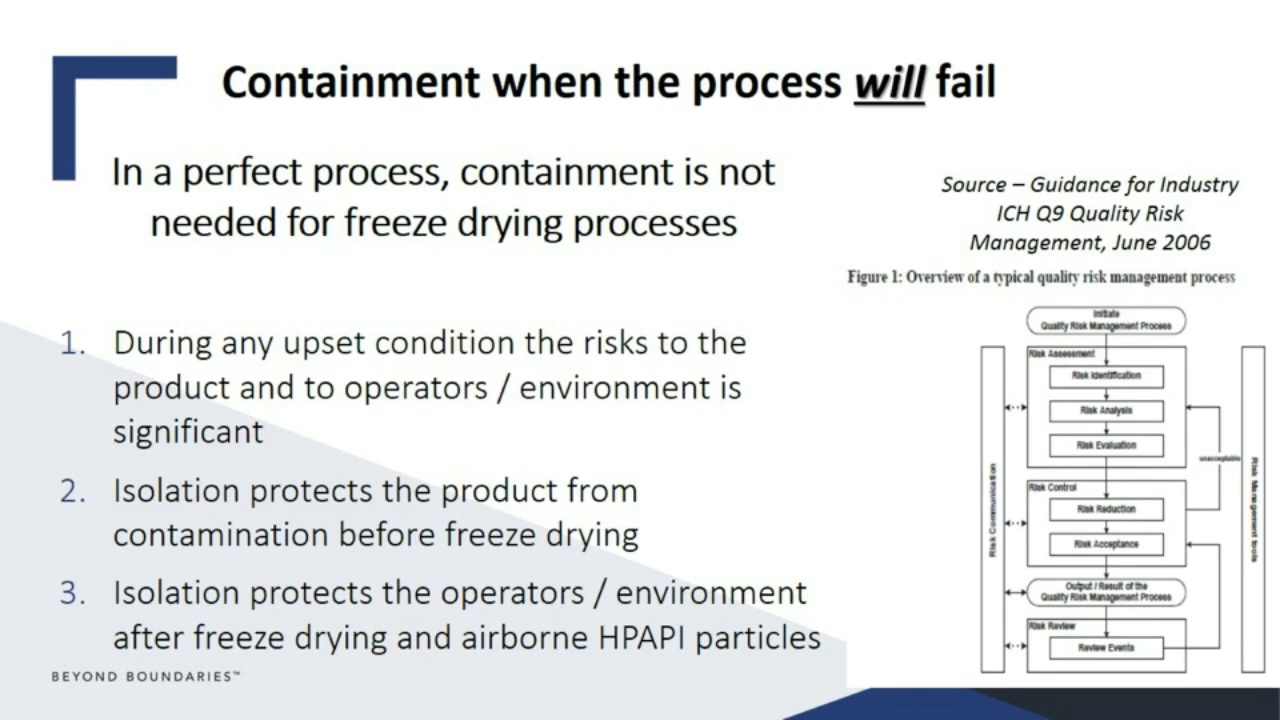 Containment when the process will fail
In a perfect process, containment is not
needed for freeze drying processes
1. During any upset condition the risks to the
product and to operators / environment is
significant
2. Isolation protects the product from
contamination before freeze drying
3. Isolation protects the operators / environment
after freeze drying and airborne HPAPI particles
BEYOND BOUNDARIES™
Source – Guidance for Industry
ICH Q9 Quality Risk
Management, June 2006
Figure 1: Overview of a typical quality risk management process
Initiate
Quality Risk Management Process
Risk Assessment
Risk Identification
Risk Analysis
Risk Evaluation
unacceptable
Risk Control
Risk Reduction
Risk Acceptance
Output / Result of the
Quality Risk Management Process
Risk Review
Review Events
Risk Communication
Risk Management tools